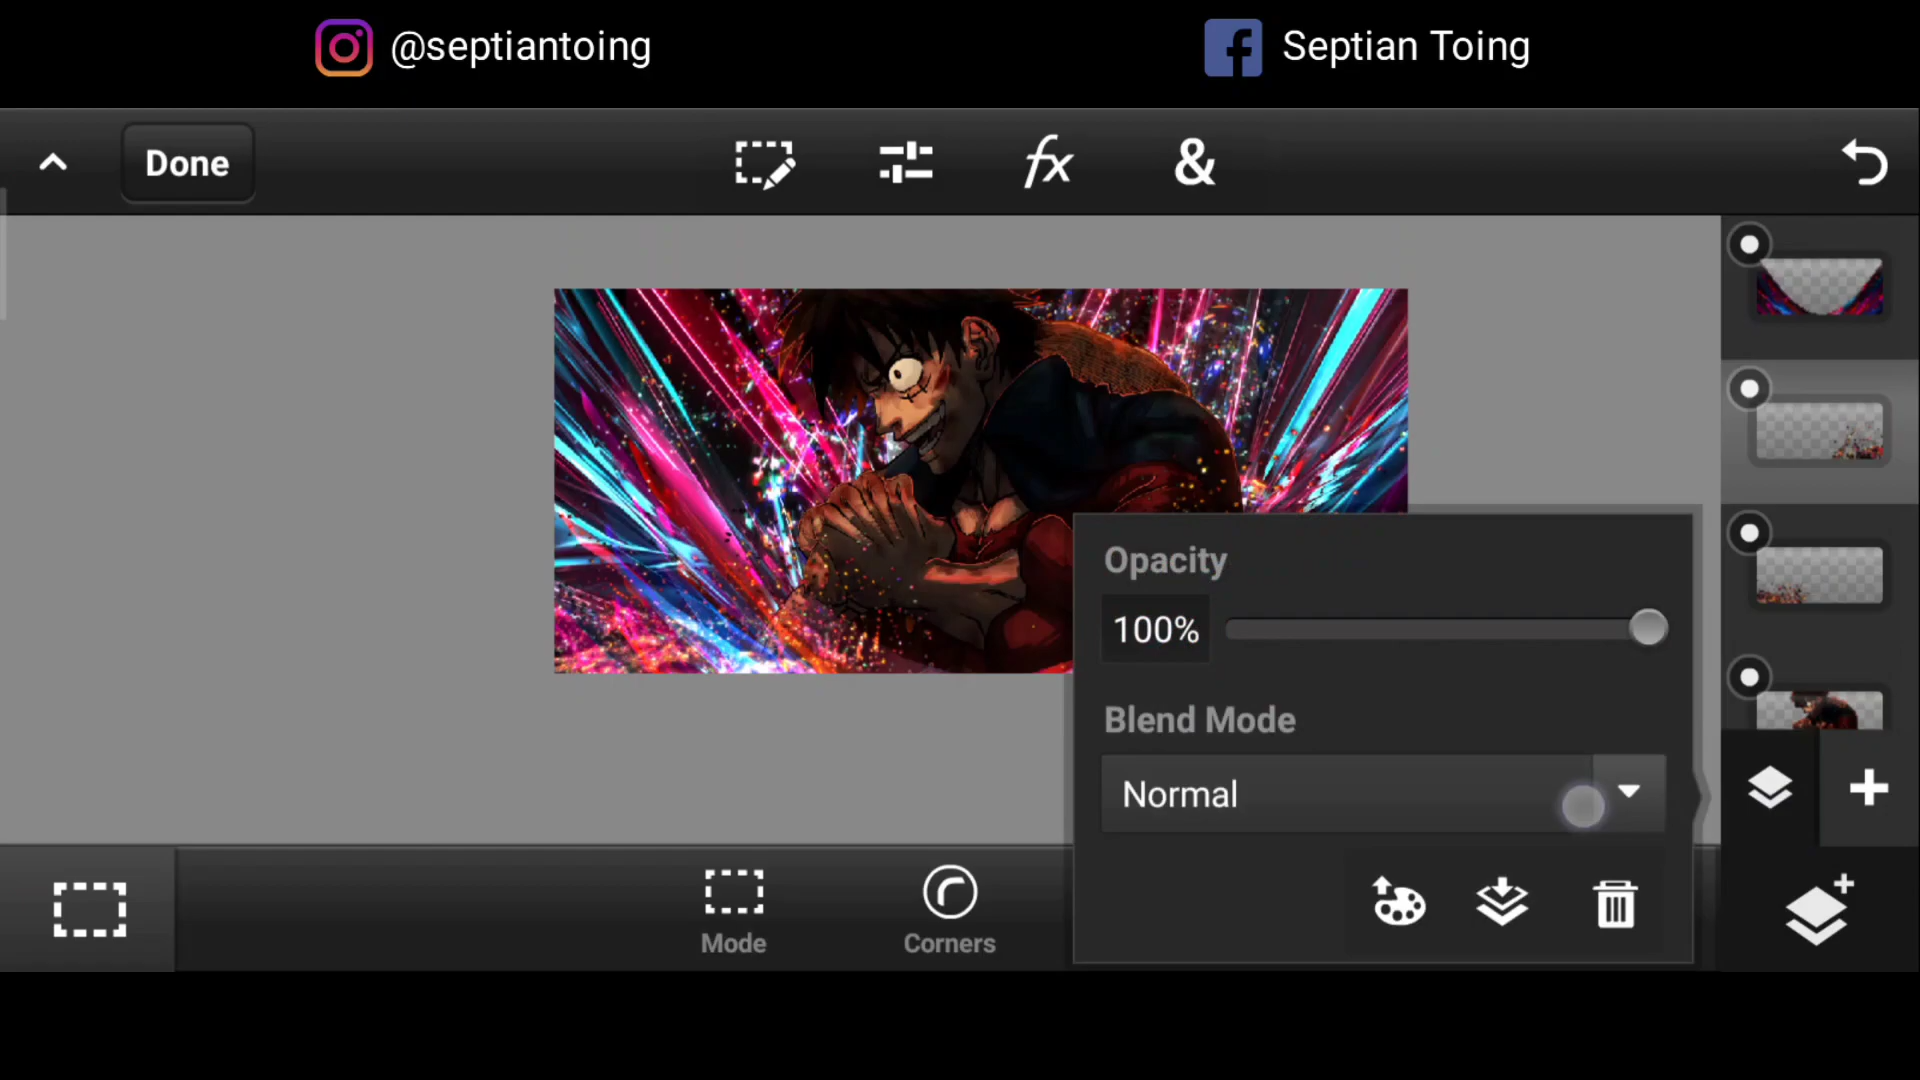 @septiantoing
Septian Toing
Done
fx
&
Opacity
100%
Blend Mode
Normal
Mode
Corners